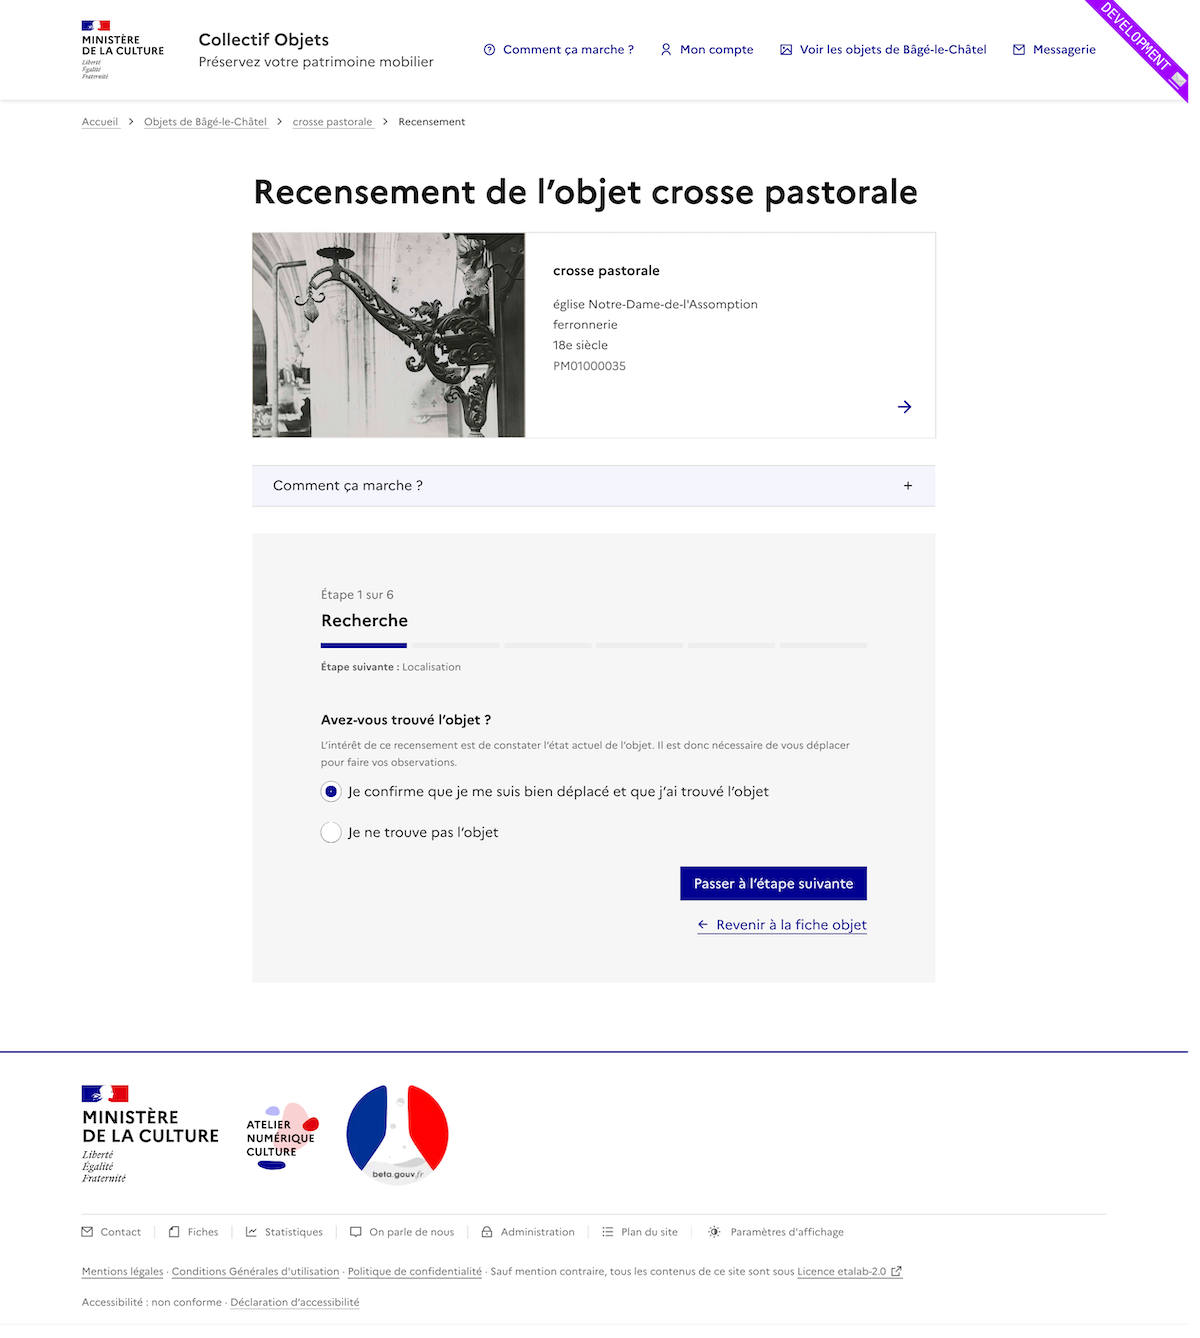 MINISTÈRE
DE LA CULTURE
Liberté
Égalité
Fraternité
Collectif Objets
Préservez votre patrimoine mobilier
Comment ça marche ?
Mon compte
Voir les objets de Bâgé-le-Châtel
Messagerie
DEVELOPMENT
Accueil > Objets de Bâgé-le-Châtel > crosse pastorale > Recensement
Recensement de l’objet crosse pastorale
crosse pastorale
église Notre-Dame-de-l'Assomption
ferronnerie
18e siècle
PM01000035
Comment ça marche ?
Étape 1 sur 6
Recherche
Étape suivante : Localisation
Avez-vous trouvé l’objet ?
L’intérêt de ce recensement est de constater l’état actuel de l’objet. Il est donc nécessaire de vous déplacer
pour faire vos observations.
Je confirme que je me suis bien déplacé et que j’ai trouvé l’objet
Je ne trouve pas l’objet
Passer à l’étape suivante
Revenir à la fiche objet
MINISTÈRE
DE LA CULTURE
Liberté
Égalité
Fraternité
ATELIER
NUMÉRIQUE
CULTURE
beta.gouv.fr
Contact
Fiches
Statistiques
On parle de nous
Administration
Plan du site
Paramètres d'affichage
Mentions légales · Conditions Générales d'utilisation · Politique de confidentialité · Sauf mention contraire, tous les contenus de ce site sont sous Licence etalab-2.0
Accessibilité : non conforme · Déclaration d’accessibilité